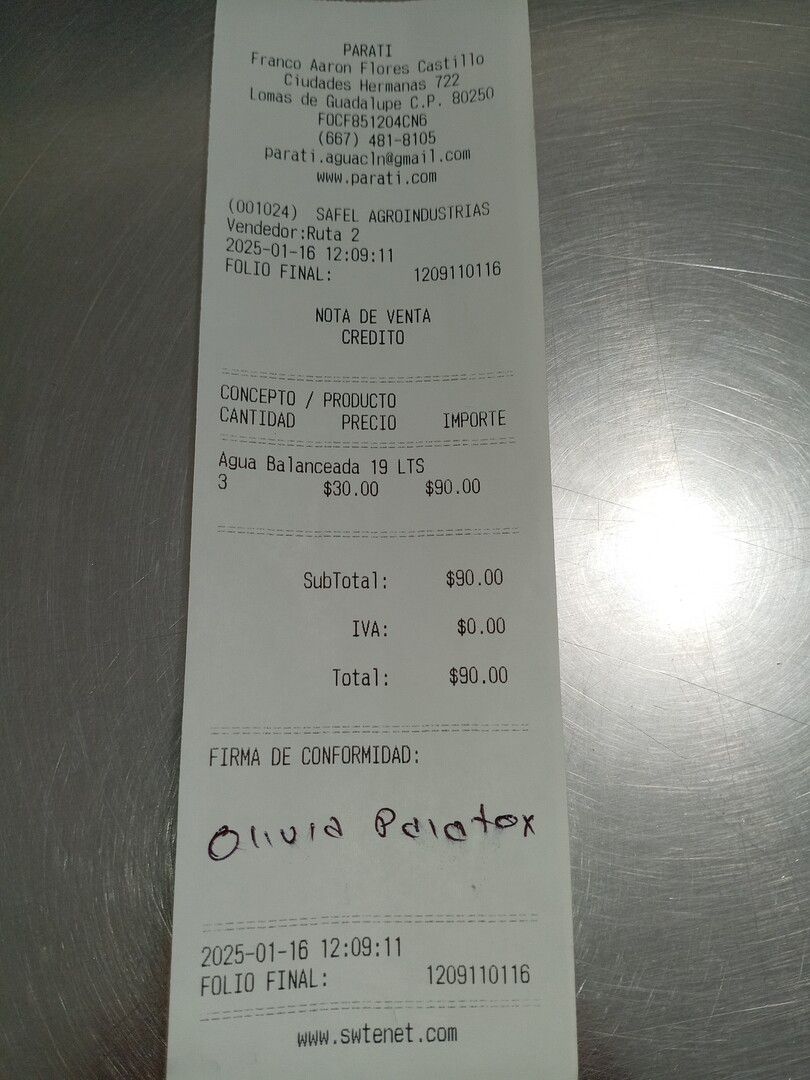 PARATI
Franco Aaron Flores Castillo
Ciudades Hermanas 722
Lomas de Guadalupe C.P. 80250
FOCF851204CN6
(667) 481-8105
parati.aguacln@gmail.com
www.parati.com
(001024) SAFEL AGROINDUSTRIAS
Vendedor:Ruta 2
2025-01-16 12:09:11
FOLIO FINAL: 1209110116
NOTA DE VENTA
CREDITO
CONCEPTO / PRODUCTO
CANTIDAD PRECIO IMPORTE
Agua Balanceada 19 LTS
3 $30.00 $90.00
SubTotal: $90.00
IVA: $0.00
Total: $90.00
FIRMA DE CONFORMIDAD:
Olivia Palatox
2025-01-16 12:09:11
FOLIO FINAL: 1209110116
www.swtenet.com